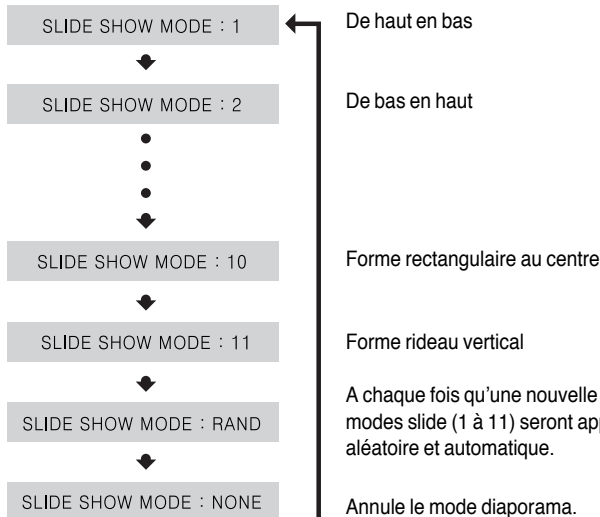 SLIDE SHOW MODE : 1
De haut en bas
SLIDE SHOW MODE : 2
De bas en haut
SLIDE SHOW MODE : 10
Forme rectangulaire au centre
SLIDE SHOW MODE : 11
Forme rideau vertical
A chaque fois qu'une nouvelle
modes slide (1 à 11) seront
aléatoire et automatique.
SLIDE SHOW MODE : RAND
SLIDE SHOW MODE : NONE
Annule le mode diaporama.